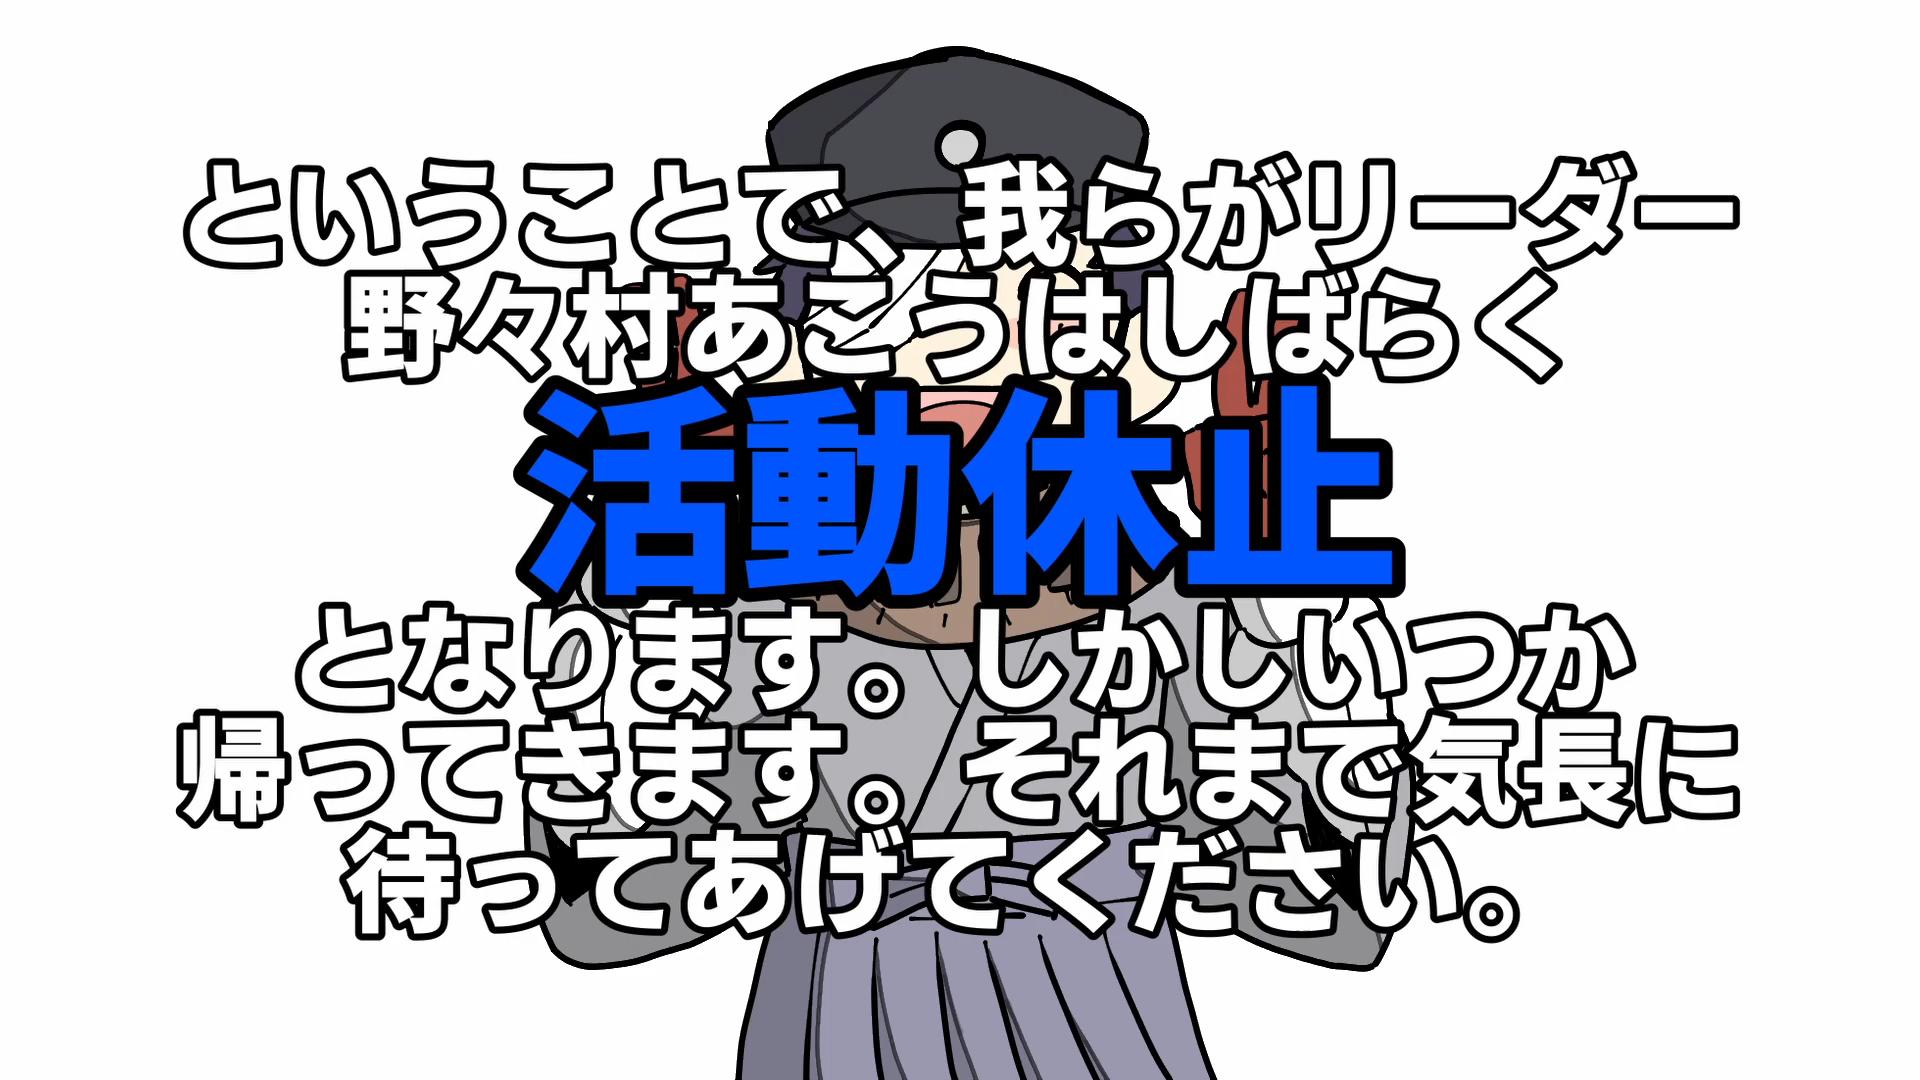 ということで、我らがリーダー
野々村あこうはしばらく
活動休止
となります。しかしいつか
帰ってきます。それまで気長に
待ってあげてください。